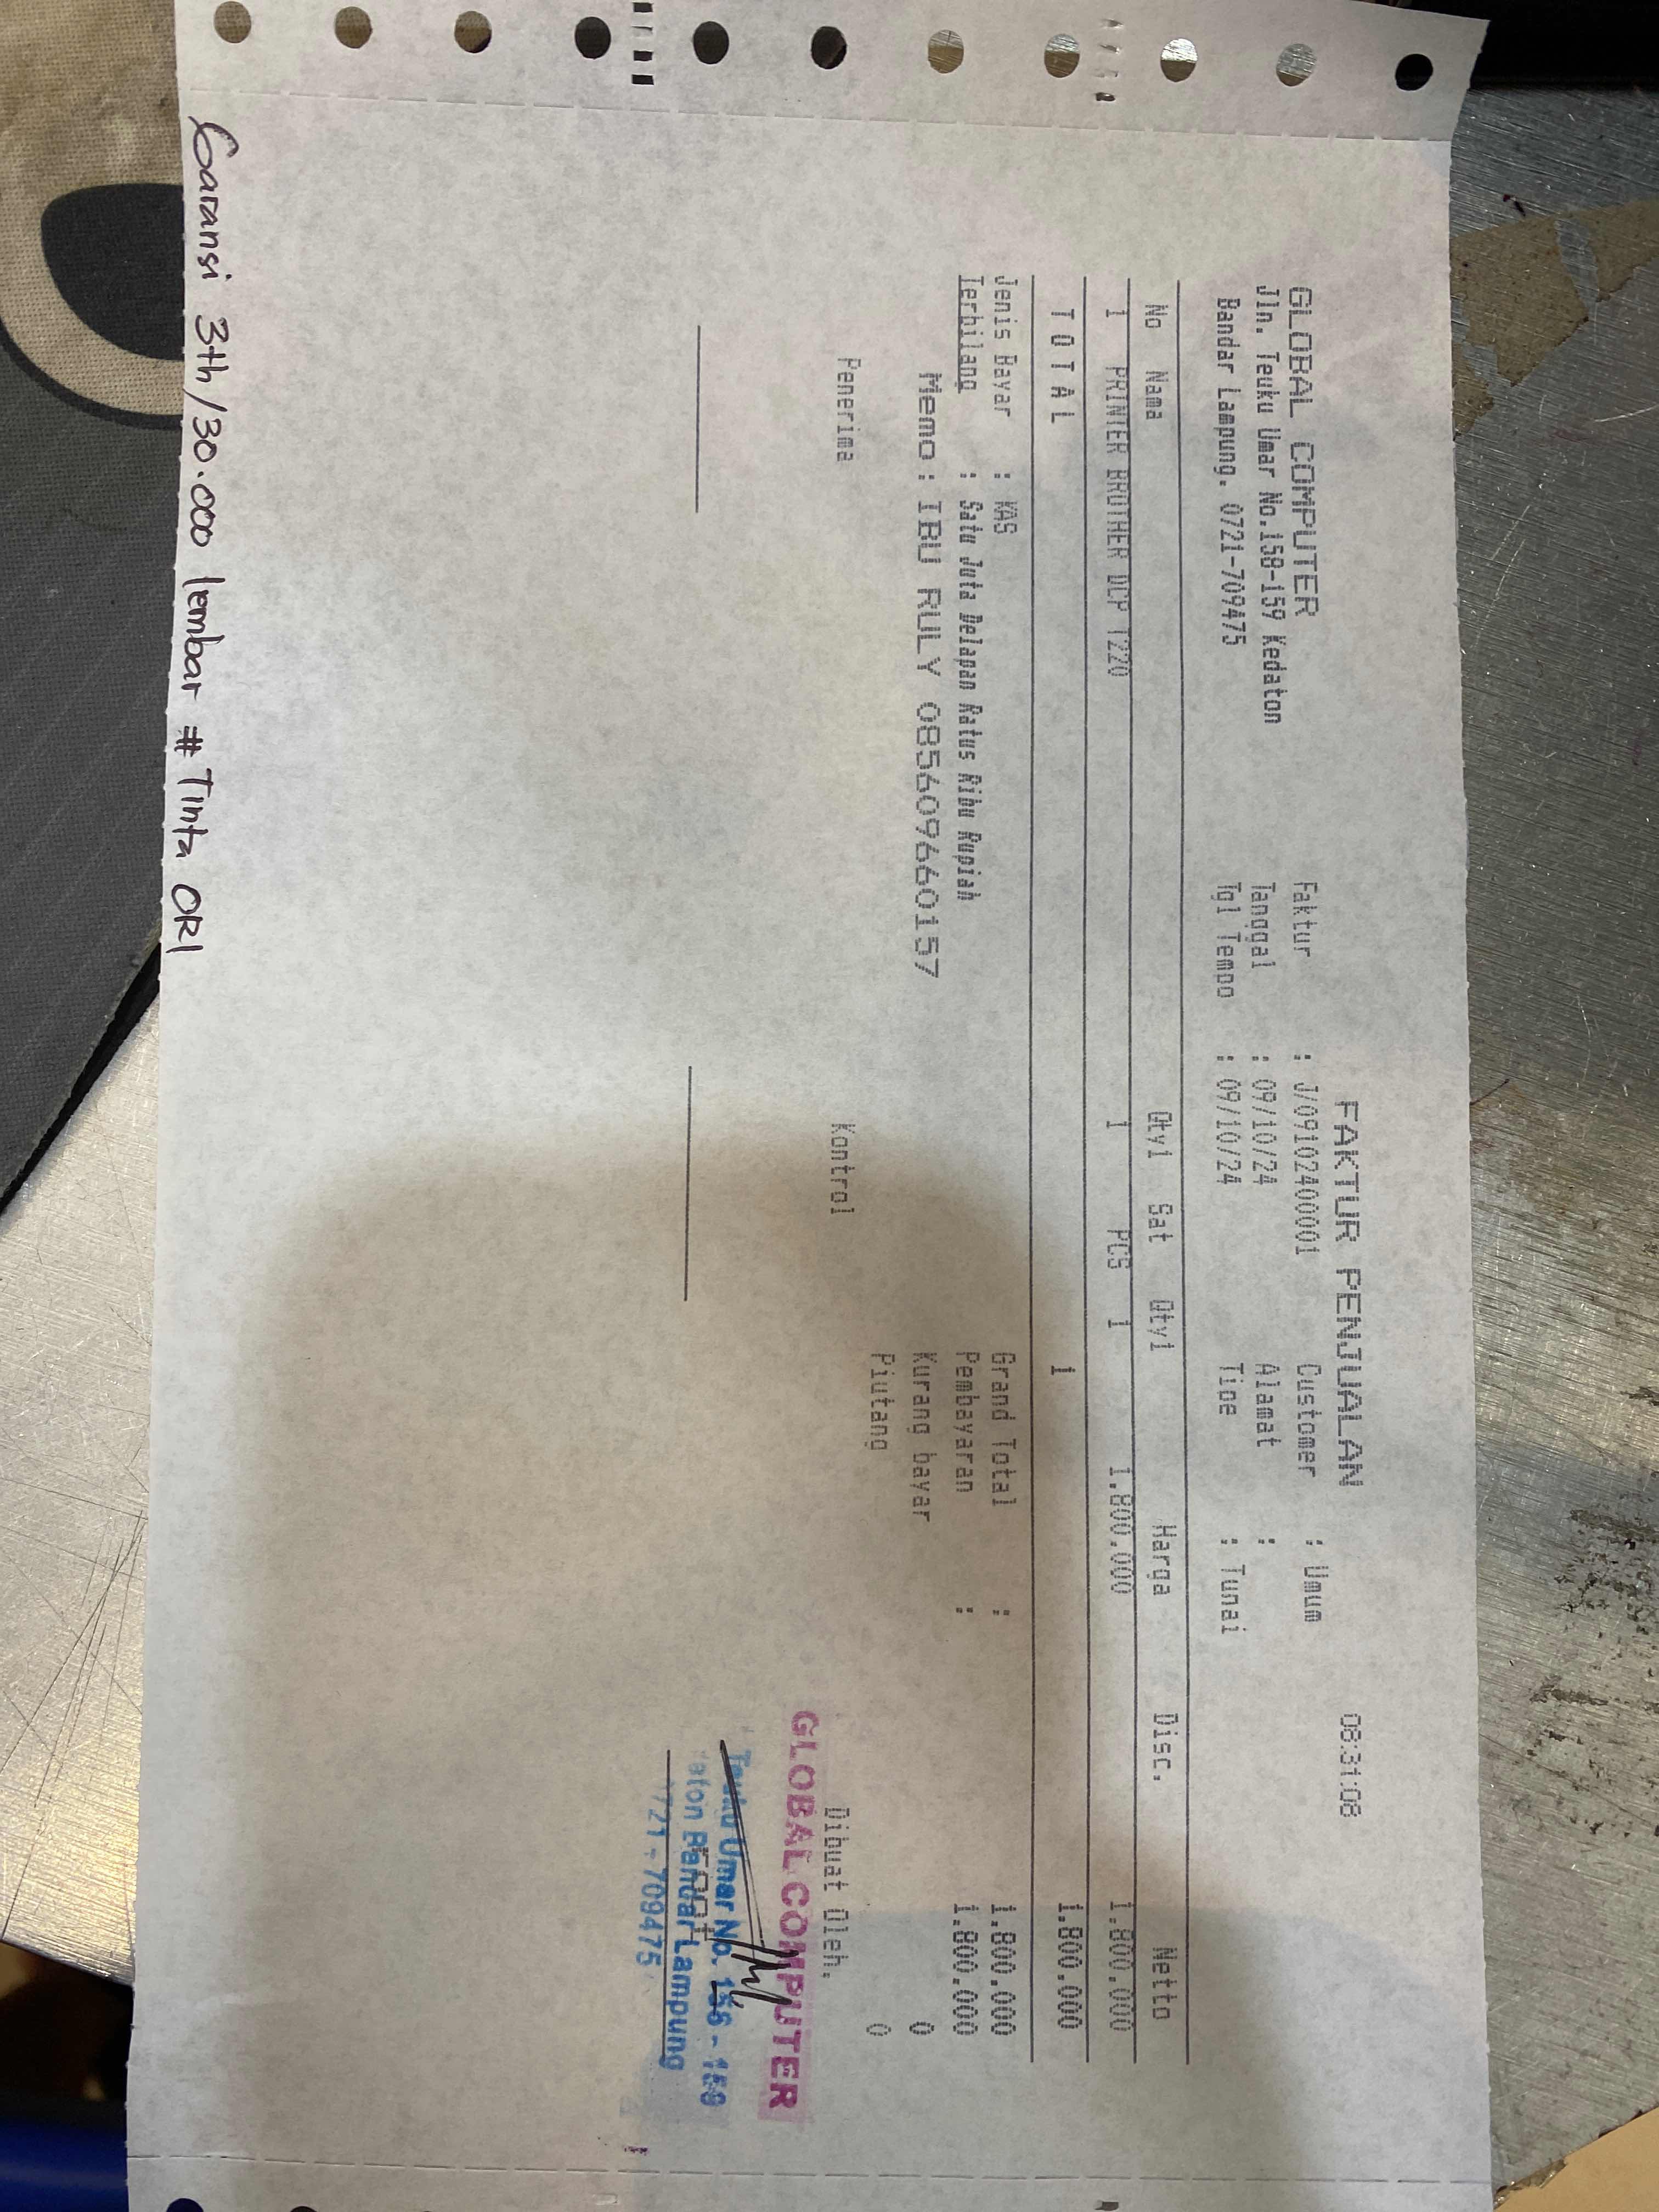 FAKTUR PENJUALAN 08:31:08
GLOBAL COMPUTER
Jln. Teuku Umar No.158-159 Kedaton
Bandar Lampung. 0721-709475
Faktur : J/09102400001
Tanggal : 09/10/24
Tgl Tempo : 09/10/24
Customer : Umum
Alamat :
Tipe : Tunai
No Nama Qty1 Sat Qty1 Harga Disc. Netto
1 PRINTER BROTHER DCP T220 1 PCS 1 1.800.000 1.800.000
T O T A L 1 1.800.000
Jenis Bayar : KAS
Terbilang : Satu Juta Delapan Ratus Ribu Rupiah
Memo : IBU RULY 085609660157
Grand Total : 1.800.000
Pembayaran : 1.800.000
Kurang bayar 0
Piutang 0
Penerima Kontrol Dibuat Oleh,
GLOBAL COMPUTER
Teuku Umar No.
Bandar Lampung
721 - 709475
Garansi 3th/30.000 lembar # Tinta ORI